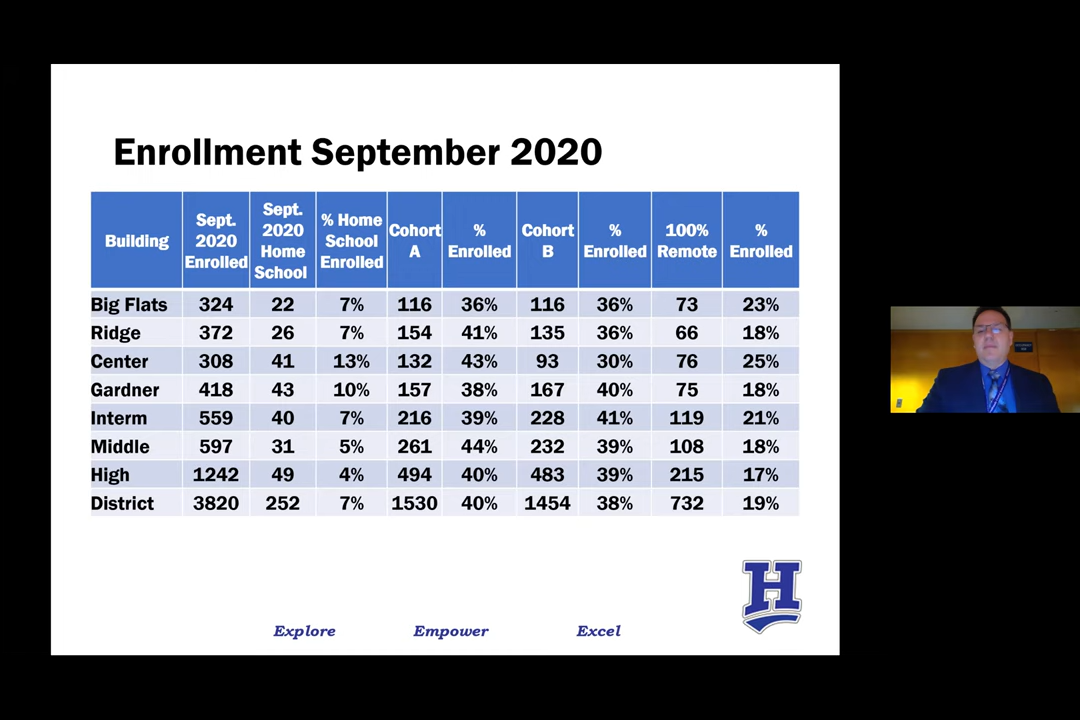 Enrollment September 2020
Building Sept. 2020 Enrolled Sept. 2020 Home School % Home School Enrolled Cohort A % Enrolled Cohort B % Enrolled 100% Remote % Enrolled
Big Flats 324 22 7% 116 36% 116 36% 73 23%
Ridge 372 26 7% 154 41% 135 36% 66 18%
Center 308 41 13% 132 43% 93 30% 76 25%
Gardner 418 43 10% 157 38% 167 40% 75 18%
Interm 559 40 7% 216 39% 228 41% 119 21%
Middle 597 31 5% 261 44% 232 39% 108 18%
High 1242 49 4% 494 40% 483 39% 215 17%
District 3820 252 7% 1530 40% 1454 38% 732 19%
H
Explore Empower Excel